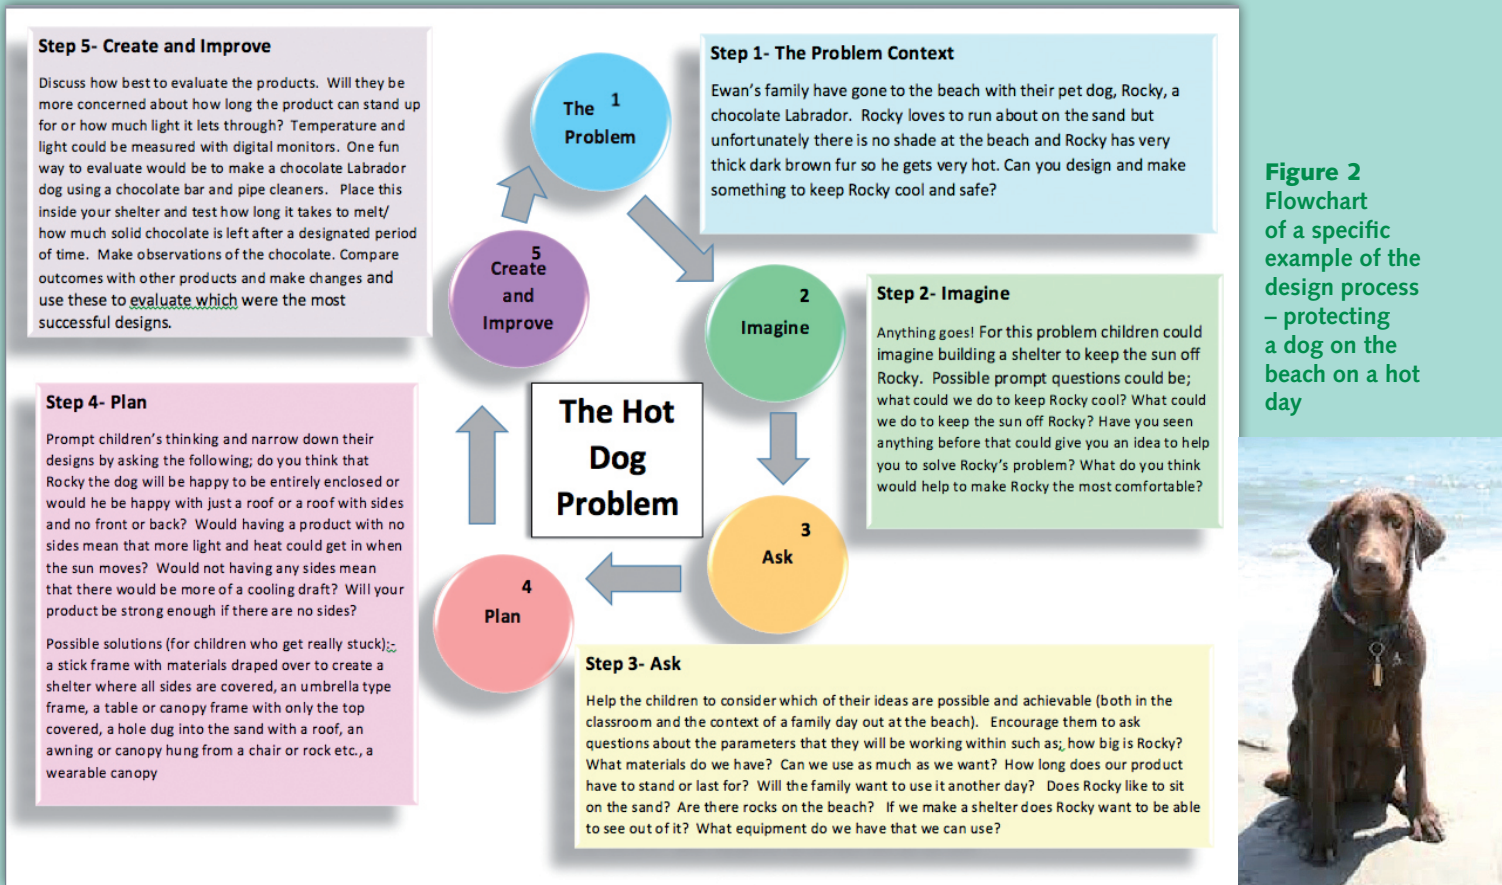 Step 5- Create and Improve
Discuss how best to evaluate the products.  Will they be
more concerned about how long the product can stand up
for or how much light it lets through?  Temperature and
light could be measured with digital monitors.  One fun
way to evaluate would be to make a chocolate Labrador
dog using a chocolate bar and pipe cleaners.   Place this
inside your shelter and test how long it takes to melt/
how much solid chocolate is left after a designated period
of time.  Make observations of the chocolate. Compare
outcomes with other products and make changes and
use these to evaluate which were the most
successful designs.
The 1
Problem
Step 1- The Problem Context
Ewan's family have gone to the beach with their pet dog, Rocky, a
chocolate Labrador.  Rocky loves to run about on the sand but
unfortunately there is no shade at the beach and Rocky has very
thick dark brown fur so he gets very hot. Can you design and make
something to keep Rocky cool and safe?
5
Create
and
Improve
2
Imagine
Step 2- Imagine
Anything goes! For this problem children could
imagine building a shelter to keep the sun off
Rocky.  Possible prompt questions could be;
what could we do to keep Rocky cool? What could
we do to keep the sun off Rocky? Have you seen
anything before that could give you an idea to help
you to solve Rocky's problem? What do you think
would help to make Rocky the most comfortable?
The Hot
Dog
Problem
3
Ask
Step 3- Ask
Help the children to consider which of their ideas are possible and achievable (both in the
classroom and the context of a family day out at the beach).   Encourage them to ask
questions about the parameters that they will be working within such as; how big is Rocky?
What materials do we have?  Can we use as much as we want?  How long does our product
have to stand or last for?  Will the family want to use it another day?   Does Rocky like to sit
on the sand?  Are there rocks on the beach?   If we make a shelter does Rocky want to be able
to see out of it?  What equipment do we have that we can use?
4
Plan
Step 4- Plan
Prompt children's thinking and narrow down their
designs by asking the following; do you think that
Rocky the dog will be happy to be entirely enclosed or
would he be happy with just a roof or a roof with sides
and no front or back?  Would having a product with no
sides mean that more light and heat could get in when
the sun moves?  Would not having any sides mean
that there would be more of a cooling draft?  Will your
product be strong enough if there are no sides?
Possible solutions (for children who get really stuck);-
a stick frame with materials draped over to create a
shelter where all sides are covered, an umbrella type
frame, a table or canopy frame with only the top
covered, a hole dug into the sand with a roof, an
awning or canopy hung from a chair or rock etc., a
wearable canopy
Figure 2
Flowchart
of a specific
example of the
design process
– protecting
a dog on the
beach on a hot
day